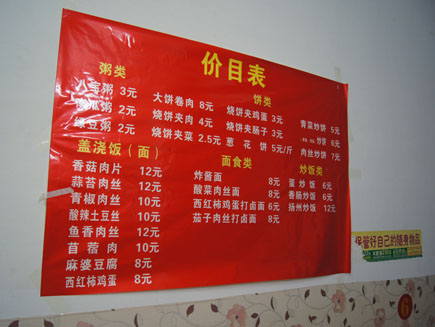 价目表
粥类
八宝粥 3元
南瓜粥 2元
绿豆粥 2元
饼类
大饼卷肉 8元 烧饼夹鸡蛋 3元 青菜炒饼 5元
烧饼夹肉 4元 烧饼夹肠子 3元 炒饼 6元
烧饼夹菜 2.5元 葱花饼 5元/斤 肉丝炒饼 7元
盖浇饭(面)
香菇肉片 12元
蒜苔肉丝 12元
青椒肉丝 10元
酸辣土豆丝 10元
鱼香肉丝 12元
苜蓿肉 10元
麻婆豆腐 8元
西红柿鸡蛋 8元
面食类
炸酱面 8元
酸菜肉丝面 8元
西红柿鸡蛋打卤面 6元
茄子肉丝打卤面 8元
炒饭类
蛋炒饭 6元
香肠炒饭 6元
扬州炒饭 12元
保管好自己的随身物品
6